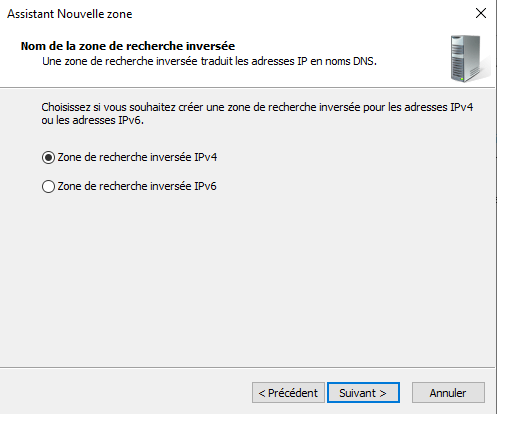 Assistant Nouvelle zone
Nom de la zone de recherche inversée
Une zone de recherche inversée traduit les adresses IP en noms DNS.
Choisissez si vous souhaitez créer une zone de recherche inversée pour les adresses IPv4
ou les adresses IPv6.
Zone de recherche inversée IPv4
Zone de recherche inversée IPv6
< Précédent Suivant > Annuler